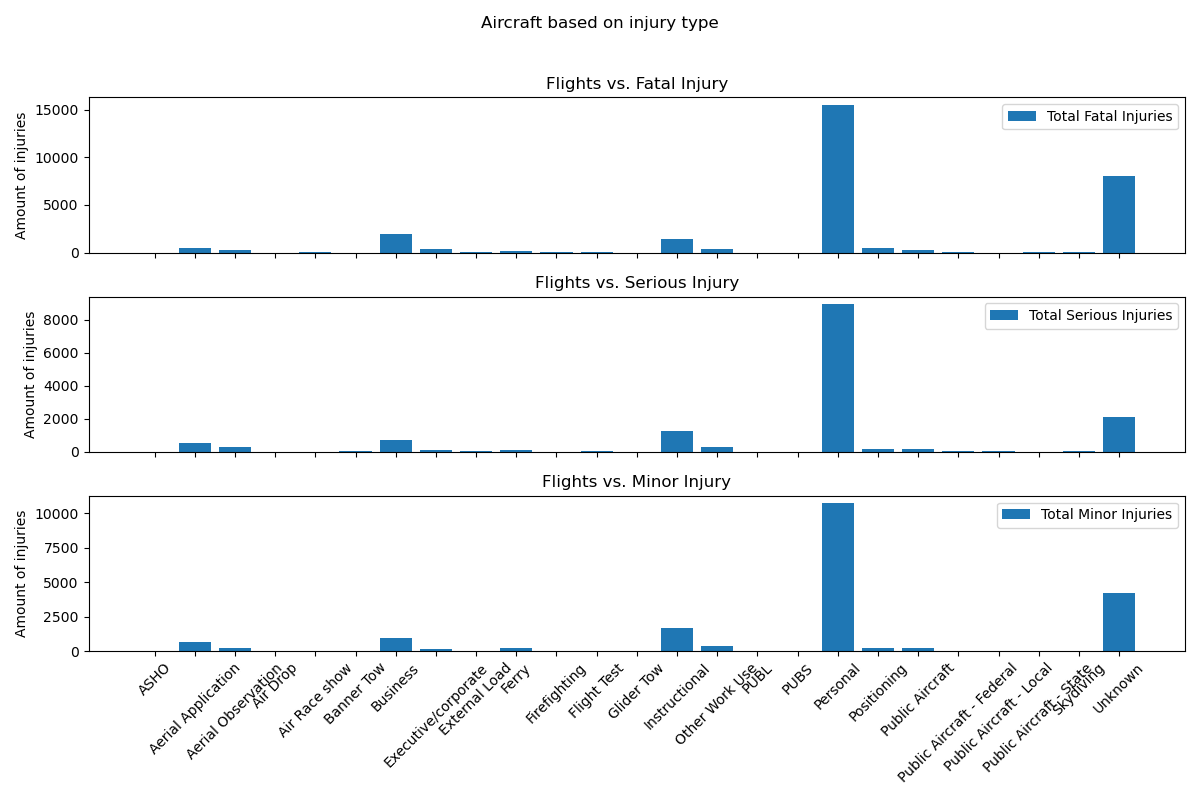 Aircraft based on injury type
Flights vs. Fatal Injury
Amount of injuries
15000
10000
5000
0
Total Fatal Injuries
Flights vs. Serious Injury
Amount of injuries
8000
6000
4000
2000
0
Total Serious Injuries
Flights vs. Minor Injury
Amount of injuries
10000
7500
5000
2500
0
Total Minor Injuries
ASHO
Aerial Application
Aerial Observation
Air Drop
Air Race show
Banner Tow
Business
Executive/corporate
External Load
Ferry
Firefighting
Flight Test
Glider Tow
Instructional
Other Work Use
PUBL
PUBS
Personal
Positioning
Public Aircraft
Public Aircraft - Federal
Public Aircraft - Local
Public Aircraft - State
Skydiving
Unknown